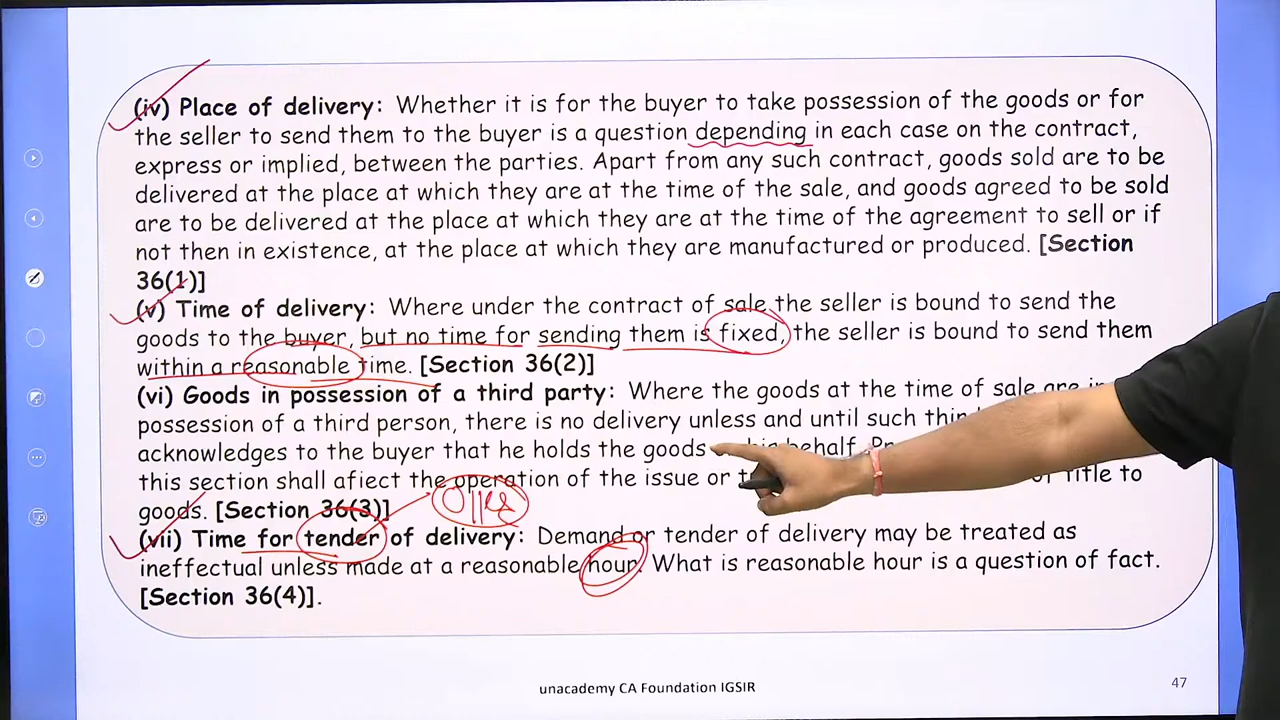 (iv) Place of delivery: Whether it is for the buyer to take possession of the goods or for
the seller to send them to the buyer is a question depending in each case on the contract,
express or implied, between the parties. Apart from any such contract, goods sold are to be
delivered at the place at which they are at the time of the sale, and goods agreed to be sold
are to be delivered at the place at which they are at the time of the agreement to sell or if
not then in existence, at the place at which they are manufactured or produced. [Section
36(1)]
(v) Time of delivery: Where under the contract of sale the seller is bound to send the
goods to the buyer, but no time for sending them is fixed, the seller is bound to send them
within a reasonable time. [Section 36(2)]
(vi) Goods in possession of a third party: Where the goods at the time of sale are in
possession of a third person, there is no delivery unless and until such
acknowledges to the buyer that he holds the goods behalf.
this section shall afiect the operation of the issue or title to
goods. [Section 36(3)]
Offer
(vii) Time for tender of delivery: Demand or tender of delivery may be treated as
ineffectual unless made at a reasonable hour. What is reasonable hour is a question of fact.
[Section 36(4)].
unacademy CA Foundation IGSIR
47